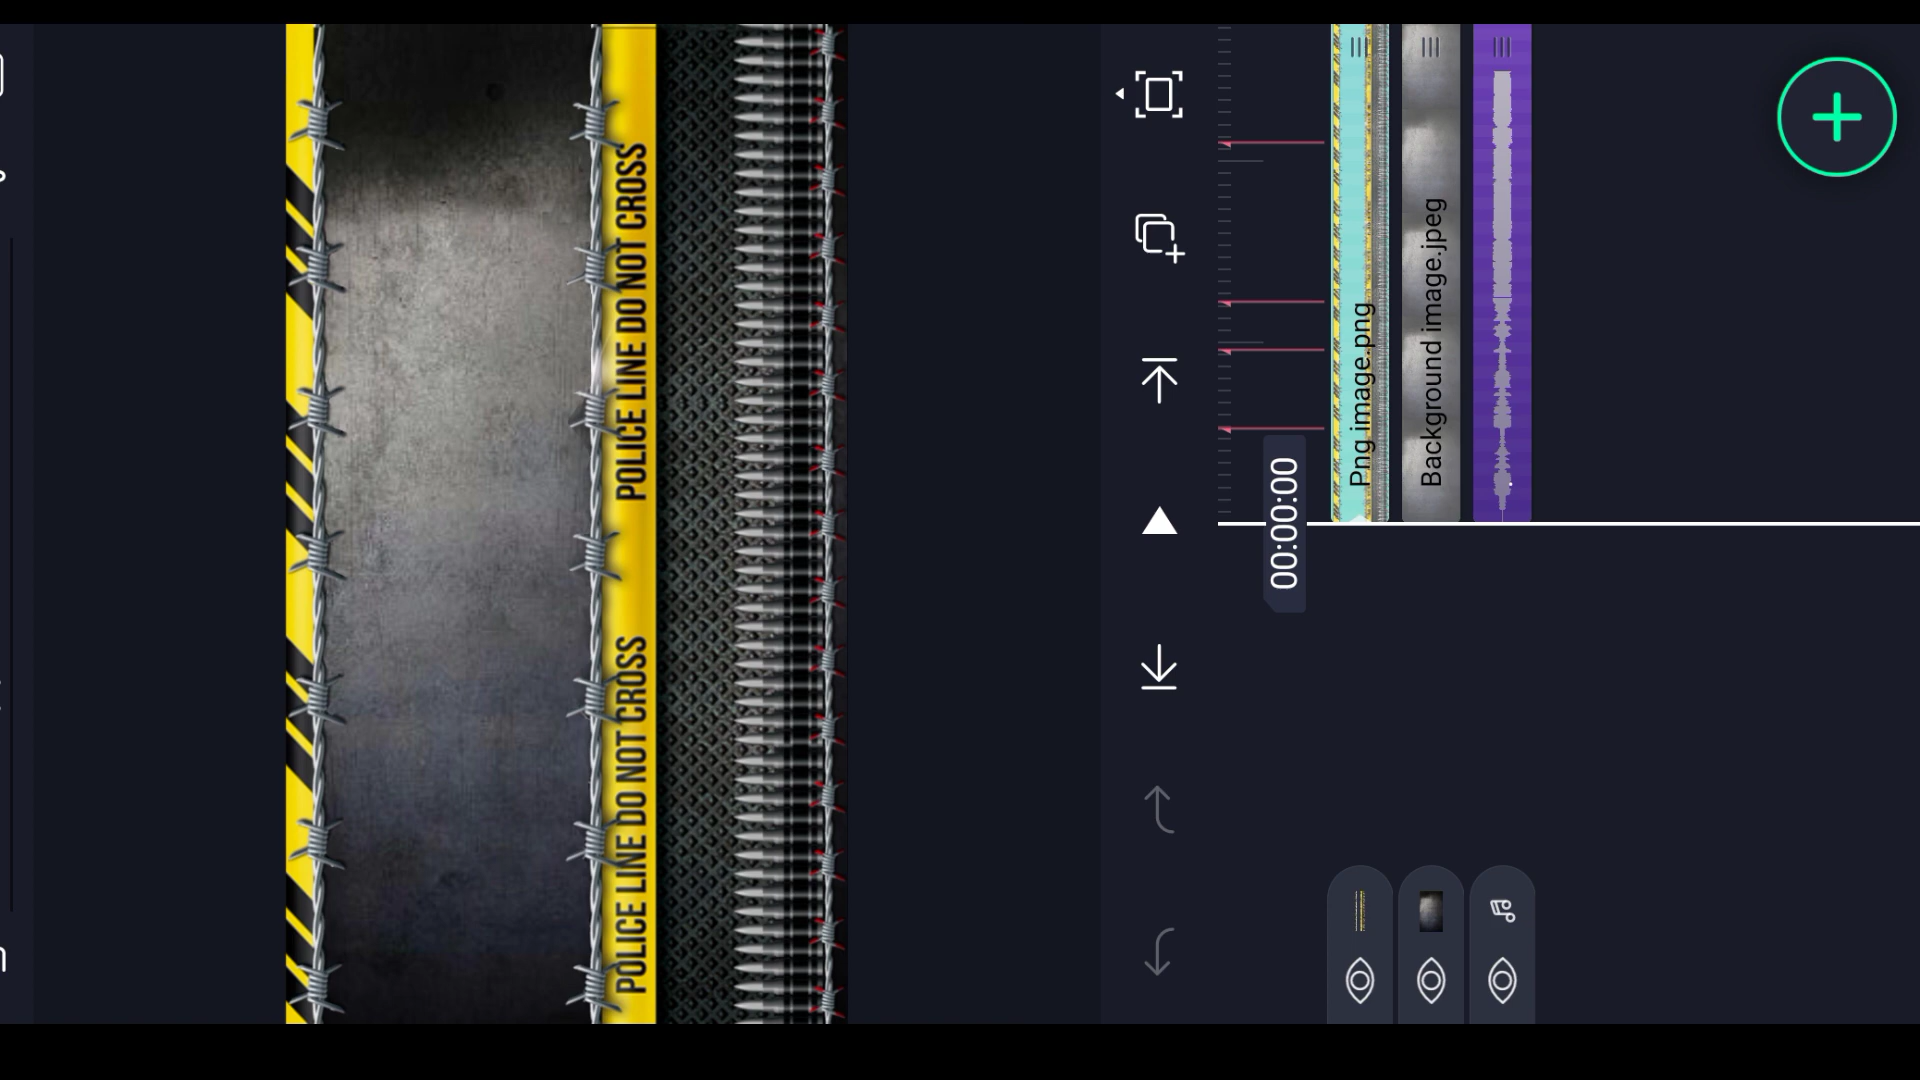 POLICE LINE DO NOT CROSS
POLICE LINE DO NOT CROSS
00:00:00
Png image.png
Background image.jpeg